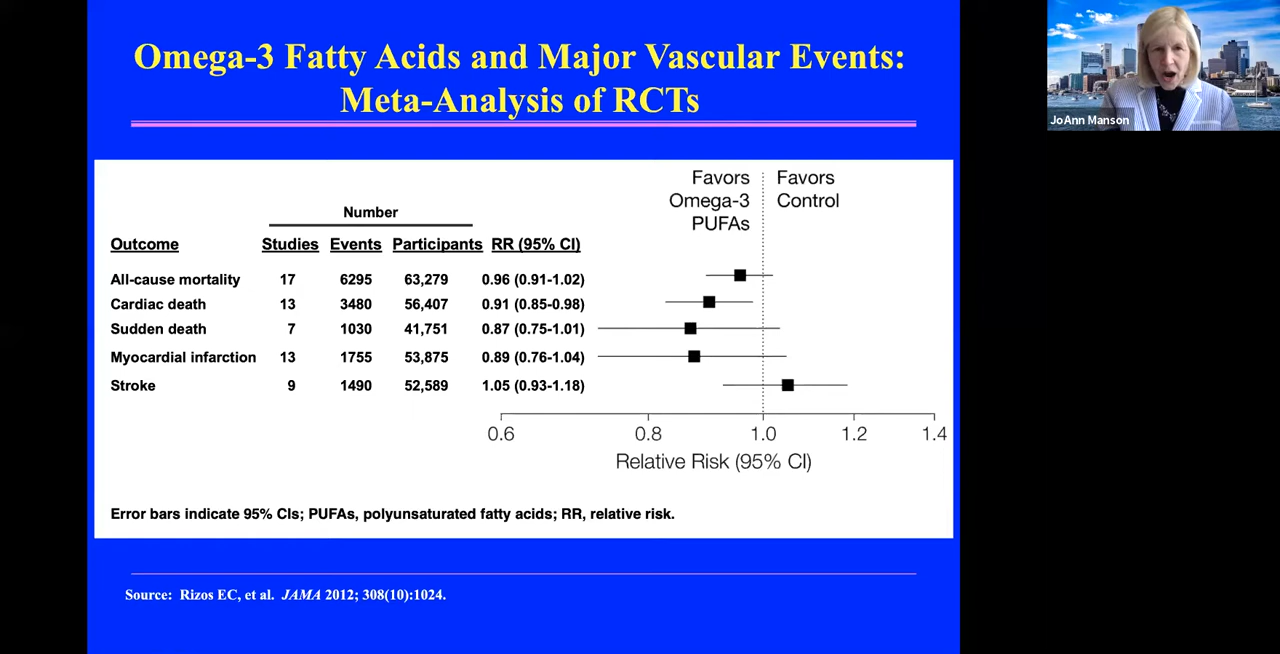 Omega-3 Fatty Acids and Major Vascular Events:
Meta-Analysis of RCTs
JoAnn Manson
Favors Omega-3 PUFAs
Favors Control
Number
Outcome Studies Events Participants RR (95% CI)
All-cause mortality 17 6295 63,279 0.96 (0.91-1.02)
Cardiac death 13 3480 56,407 0.91 (0.85-0.98)
Sudden death 7 1030 41,751 0.87 (0.75-1.01)
Myocardial infarction 13 1755 53,875 0.89 (0.76-1.04)
Stroke 9 1490 52,589 1.05 (0.93-1.18)
0.6 0.8 1.0 1.2 1.4
Relative Risk (95% CI)
Error bars indicate 95% CIs; PUFAs, polyunsaturated fatty acids; RR, relative risk.
Source: Rizos EC, et al. JAMA 2012; 308(10):1024.